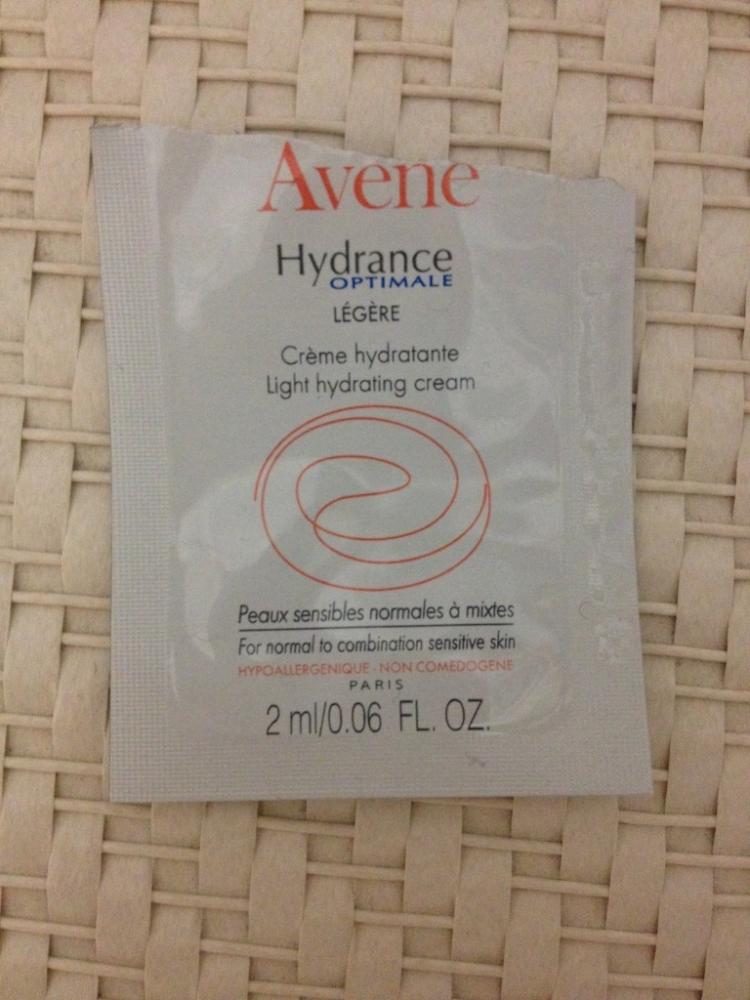 Avène
Hydrance
OPTIMALE
LÉGÈRE
Crème hydratante
Light hydrating cream
Peaux sensibles normales à mixtes
For normal to combination sensitive skin
HYPOALLERGENIQUE - NON COMEDOGENE
PARIS
2 ml/0.06 FL. OZ.